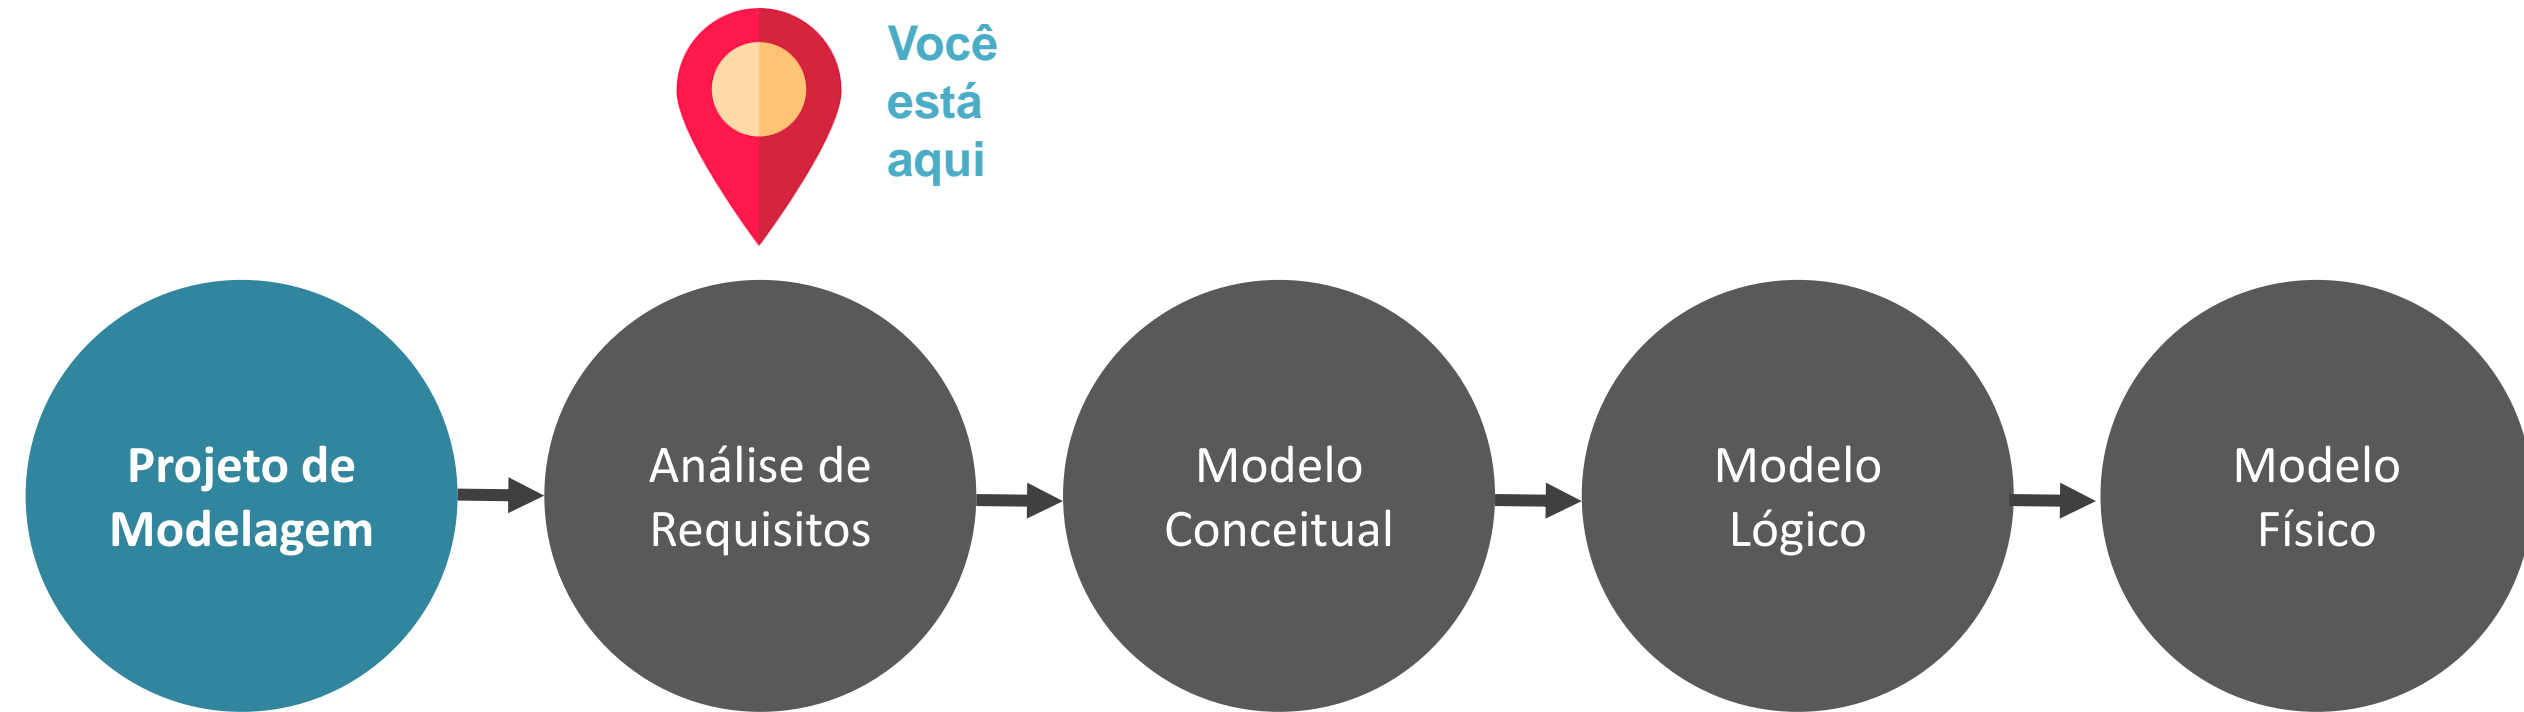 Você
está
aqui
Projeto de
Modelagem
Análise de
Requisitos
Modelo
Conceitual
Modelo
Lógico
Modelo
Físico